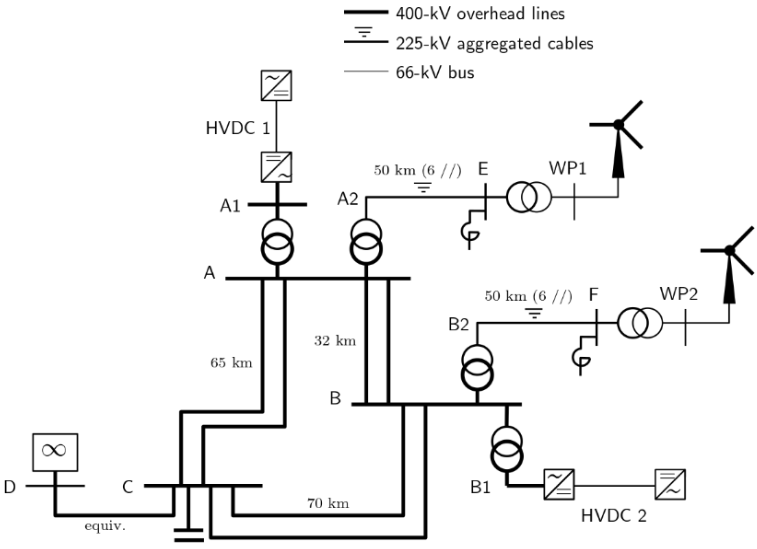 400-kV overhead lines
225-kV aggregated cables
66-kV bus
HVDC 1
50 km (6 //)
E
WP1
A1
A2
A
50 km (6 //)
F
WP2
B2
65 km
32 km
B
∞
D
C
70 km
B1
equiv.
HVDC 2